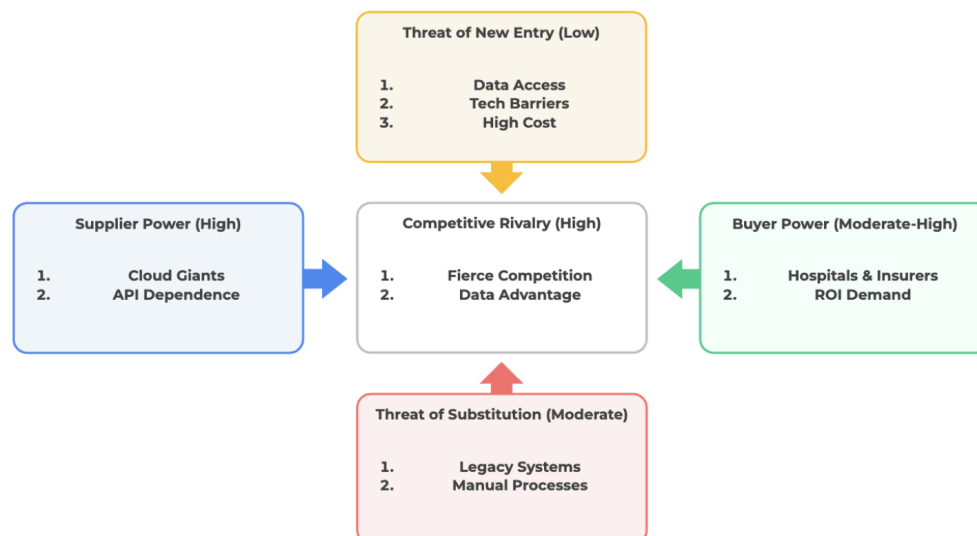 Threat of New Entry (Low)
1. Data Access
2. Tech Barriers
3. High Cost
Supplier Power (High)
1. Cloud Giants
2. API Dependence
Competitive Rivalry (High)
1. Fierce Competition
2. Data Advantage
Buyer Power (Moderate-High)
1. Hospitals & Insurers
2. ROI Demand
Threat of Substitution (Moderate)
1. Legacy Systems
2. Manual Processes